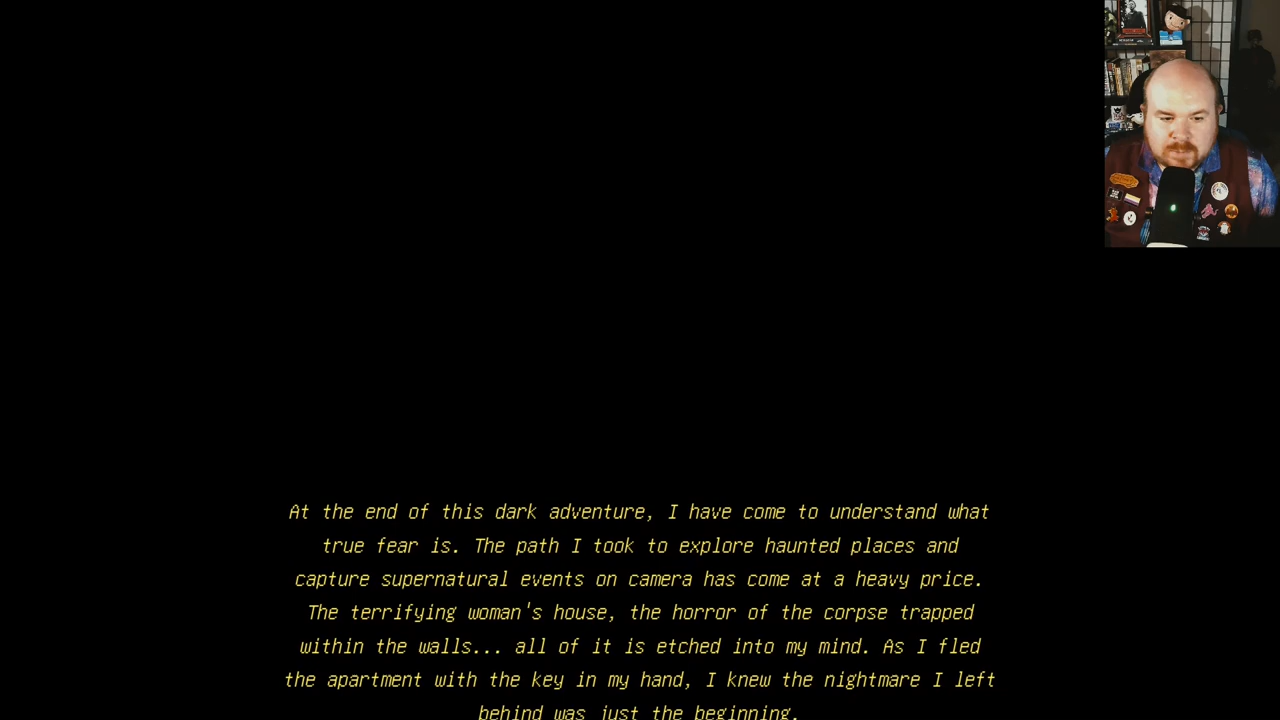 At the end of this dark adventure, I have come to understand what
true fear is. The path I took to explore haunted places and
capture supernatural events on camera has come at a heavy price.
The terrifying woman's house, the horror of the corpse trapped
within the walls... all of it is etched into my mind. As I fled
the apartment with the key in my hand, I knew the nightmare I left
behind was just the beginning.